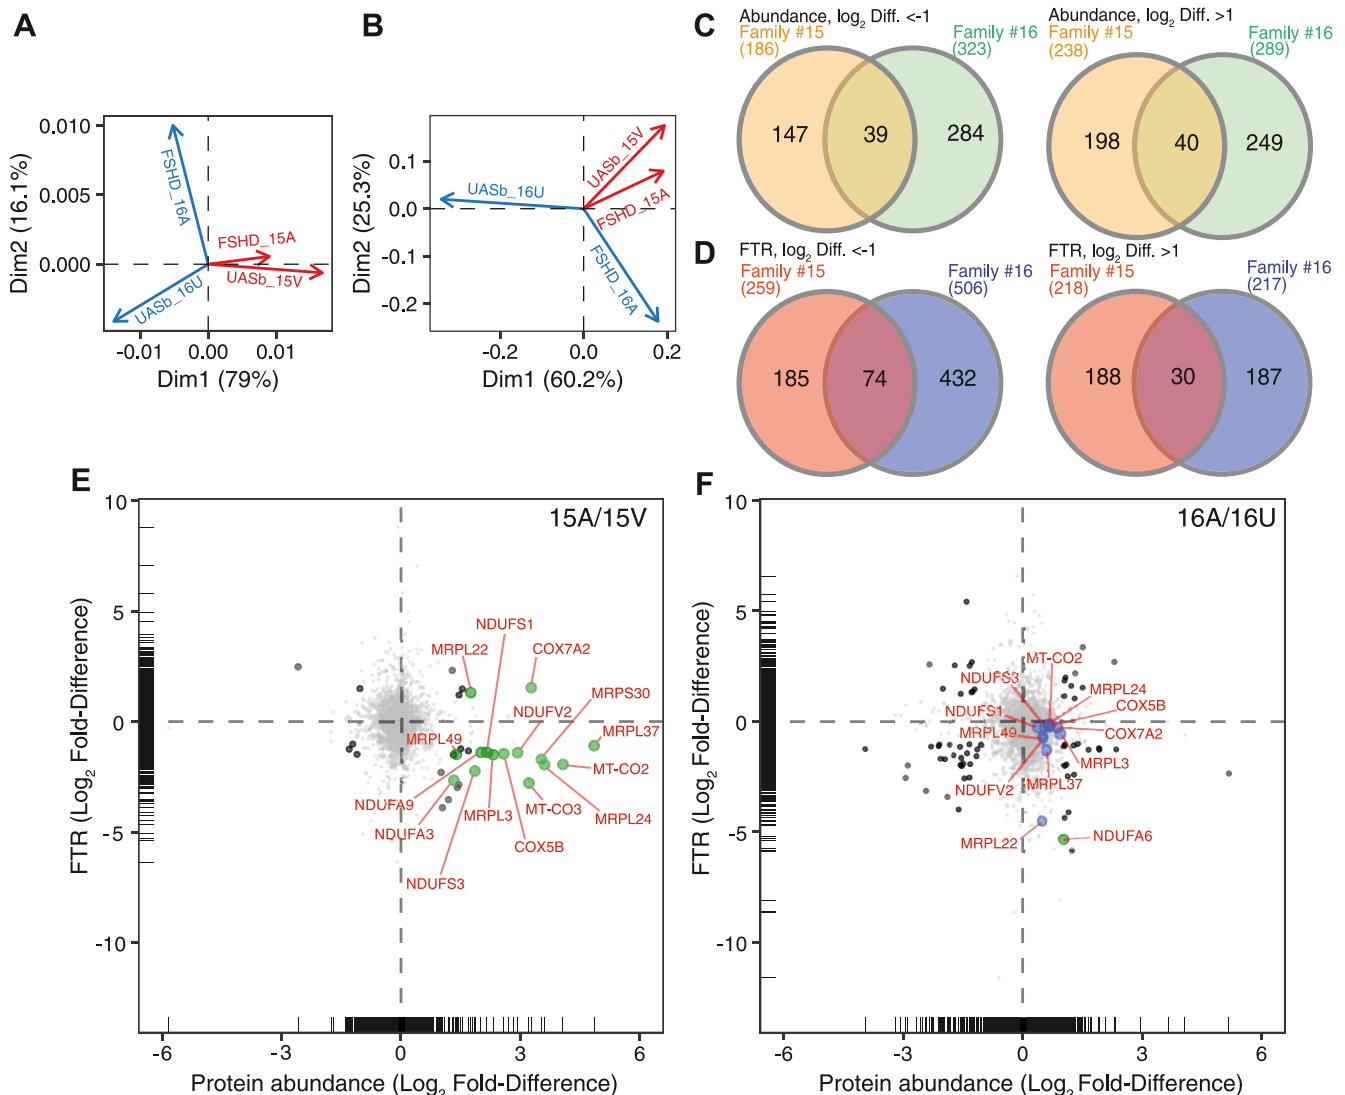 A
0.010
0.005
0.000
Dim2 (16.1%)
FSHD_16A
FSHD_15A
UASb_15V
UASb_16U
-0.01
0.00
0.01
Dim1 (79%)
B
0.1
0.0
-0.1
-0.2
Dim2 (25.3%)
UASb_16U
UASb_15V
FSHD_15A
FSHD_16A
-0.2
0.0
0.2
Dim1 (60.2%)
C
Abundance, log2 Diff. <-1
Family #15
(186)
Family #16
(323)
147
39
284
Abundance, log2 Diff. >1
Family #15
(238)
Family #16
(289)
198
40
249
D
FTR, log2 Diff. <-1
Family #15
(259)
Family #16
(506)
185
74
432
FTR, log2 Diff. >1
Family #15
(218)
Family #16
(217)
188
30
187
E
15A/15V
10
5
0
-5
-10
FTR (Log2 Fold-Difference)
NDUFS1
MRPL22
COX7A2
MRPS30
NDUFV2
MRPL37
MRPL49
MT-CO2
NDUFA9
MT-CO3
MRPL3
MRPL24
NDUFA3
COX5B
NDUFS3
-6
-3
0
3
6
Protein abundance (Log2 Fold-Difference)
F
16A/16U
10
5
0
-5
-10
FTR (Log2 Fold-Difference)
MT-CO2
NDUFS3
MRPL24
COX5B
NDUFS1
MRPL49
COX7A2
MRPL3
NDUFV2
MRPL37
MRPL22
NDUFA6
-6
-3
0
3
6
Protein abundance (Log2 Fold-Difference)